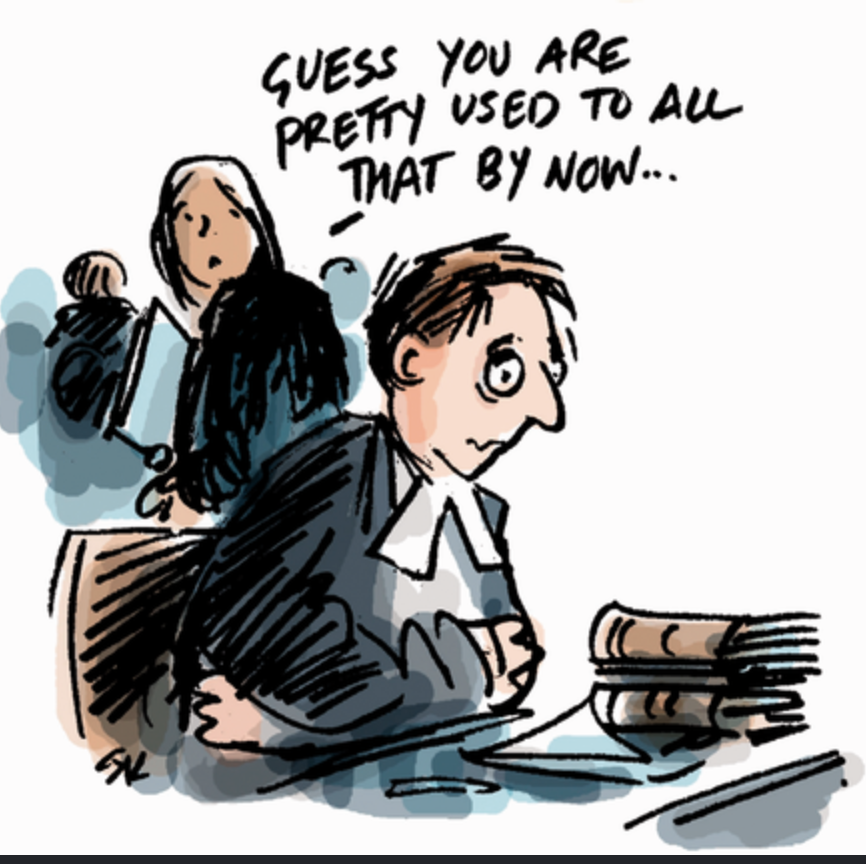 GUESS YOU ARE
PRETTY USED TO ALL
THAT BY NOW...